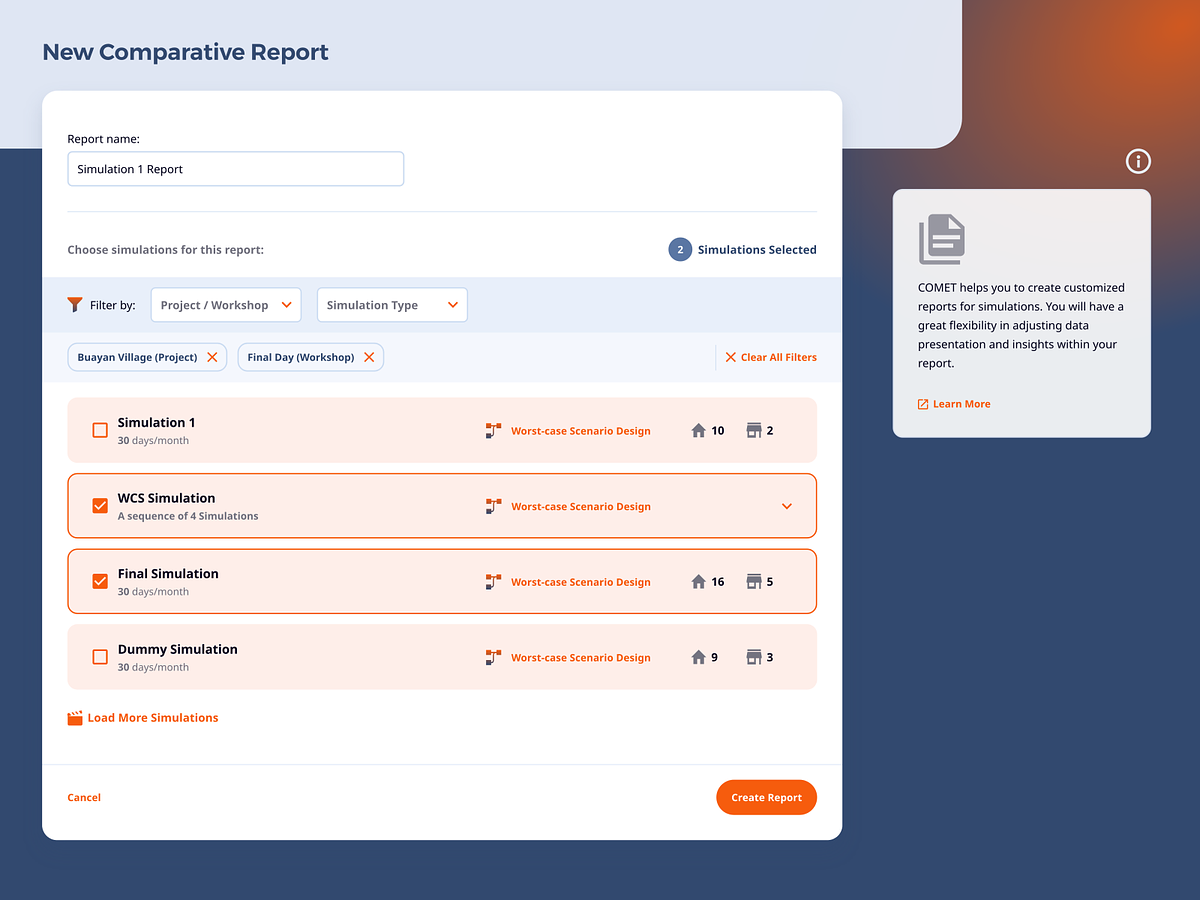 New Comparative Report
Report name:
Simulation 1 Report
Choose simulations for this report:
2 Simulations Selected
Filter by:
Project / Workshop
Simulation Type
Buayan Village (Project)
Final Day (Workshop)
Clear All Filters
Simulation 1
30 days/month
Worst-case Scenario Design
10
2
WCS Simulation
A sequence of 4 Simulations
Worst-case Scenario Design
Final Simulation
30 days/month
Worst-case Scenario Design
16
5
Dummy Simulation
30 days/month
Worst-case Scenario Design
9
3
Load More Simulations
Cancel
Create Report
COMET helps you to create customized
reports for simulations. You will have a
great flexibility in adjusting data
presentation and insights within your
report.
Learn More